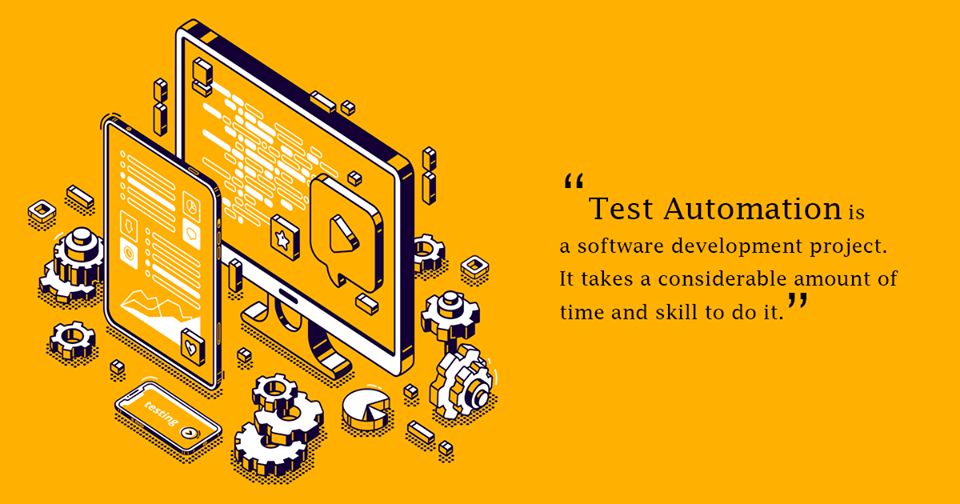 “Test Automation is
a software development project.
It takes a considerable amount of
time and skill to do it.”
testing